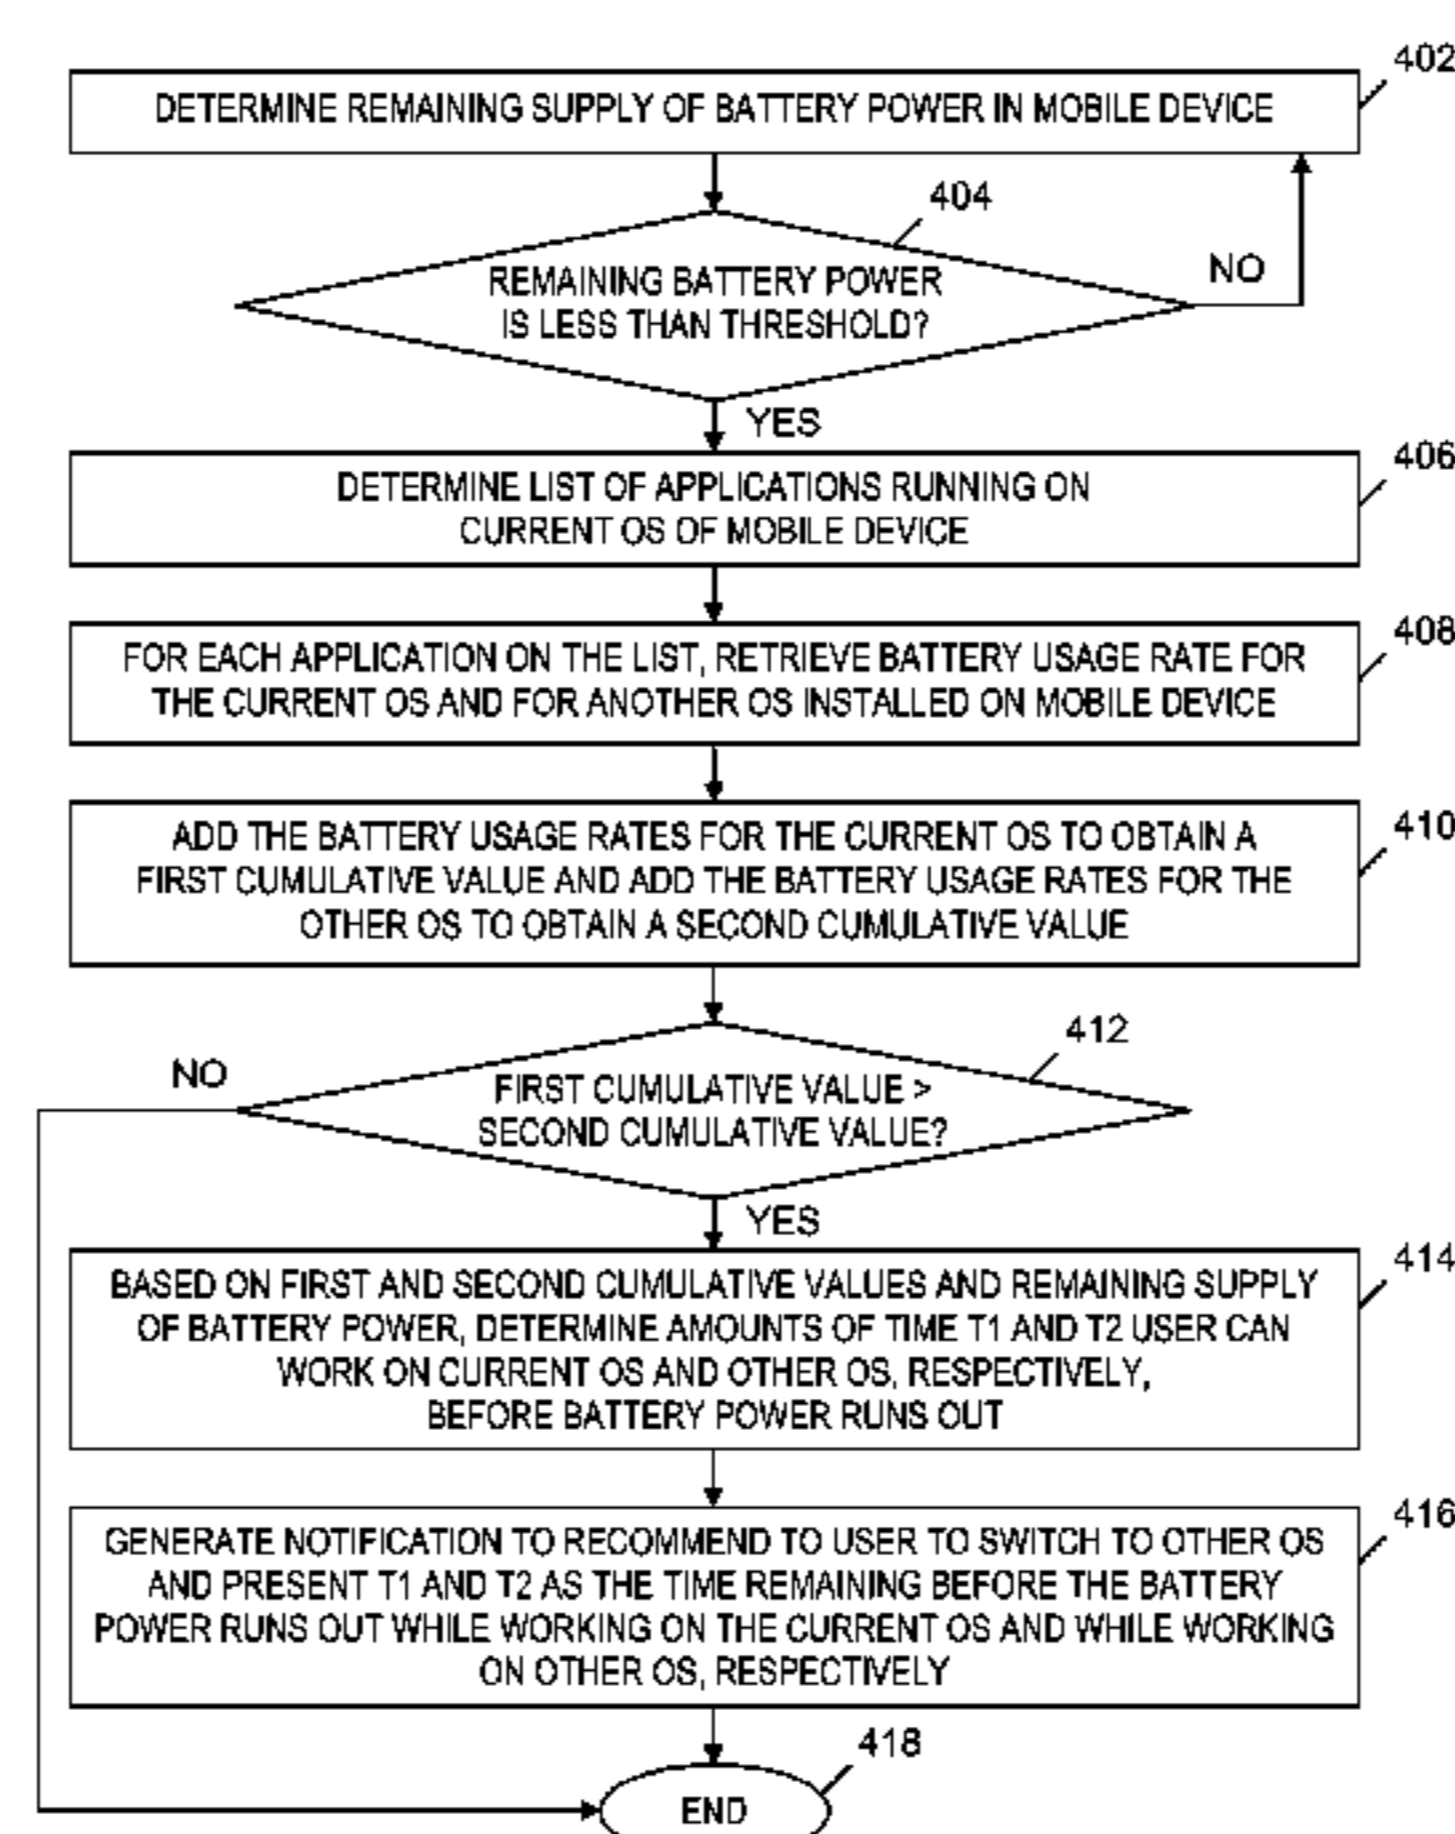 402
DETERMINE REMAINING SUPPLY OF BATTERY POWER IN MOBILE DEVICE
404
REMAINING BATTERY POWER
IS LESS THAN THRESHOLD?
NO
YES
406
DETERMINE LIST OF APPLICATIONS RUNNING ON
CURRENT OS OF MOBILE DEVICE
408
FOR EACH APPLICATION ON THE LIST, RETRIEVE BATTERY USAGE RATE FOR
THE CURRENT OS AND FOR ANOTHER OS INSTALLED ON MOBILE DEVICE
410
ADD THE BATTERY USAGE RATES FOR THE CURRENT OS TO OBTAIN A
FIRST CUMULATIVE VALUE AND ADD THE BATTERY USAGE RATES FOR THE
OTHER OS TO OBTAIN A SECOND CUMULATIVE VALUE
412
NO
FIRST CUMULATIVE VALUE >
SECOND CUMULATIVE VALUE?
YES
414
BASED ON FIRST AND SECOND CUMULATIVE VALUES AND REMAINING SUPPLY
OF BATTERY POWER, DETERMINE AMOUNTS OF TIME T1 AND T2 USER CAN
WORK ON CURRENT OS AND OTHER OS, RESPECTIVELY,
BEFORE BATTERY POWER RUNS OUT
416
GENERATE NOTIFICATION TO RECOMMEND TO USER TO SWITCH TO OTHER OS
AND PRESENT T1 AND T2 AS THE TIME REMAINING BEFORE THE BATTERY
POWER RUNS OUT WHILE WORKING ON THE CURRENT OS AND WHILE WORKING
ON OTHER OS, RESPECTIVELY
418
END